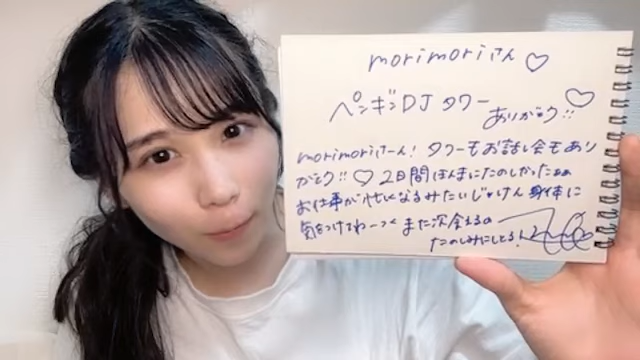 morimoriさん♡
ペンギンDJタワー
ありがとう!!♡
morimoriさーん! タワーもお話し会もあり
がとう!!♡ 2日間ほんまにたのしかったぁぁ
お仕事が忙しくなるみたいじゃけん 身体に
気をつけてねーっ また次会えるの
たのしみにしとるん